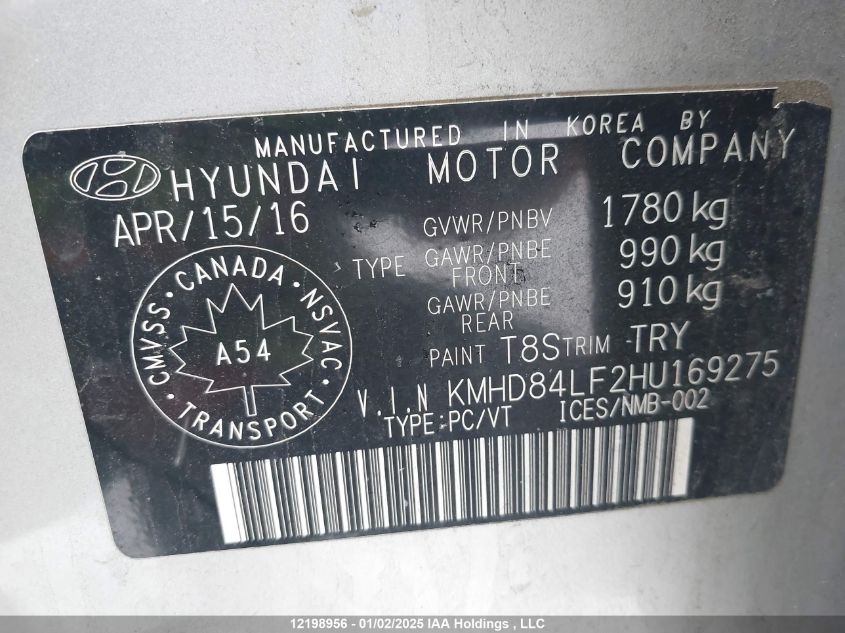 MANUFACTURED IN KOREA BY
HYUNDAI MOTOR COMPANY
APR/15/16
GVWR/PNBV 1780 kg
TYPE GAWR/PNBE FRONT 990 kg
GAWR/PNBE REAR 910 kg
PAINT T8S TRIM TRY
V.I.N KMHD84LF2HU169275
TYPE:PC/VT ICES/NMB-002
CMVSS · CANADA · NSVAC · TRANSPORT ·
A54
12198956 - 01/02/2025 IAA Holdings , LLC